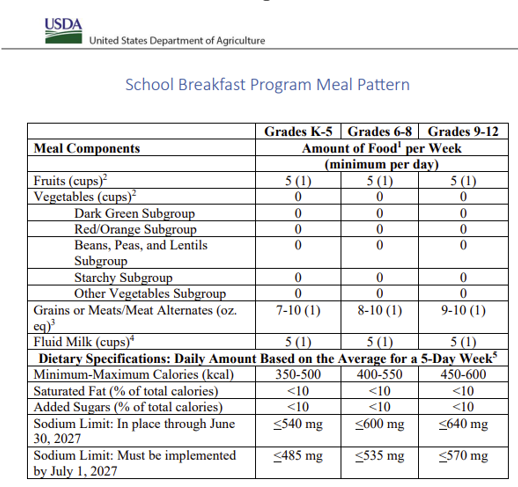 USDA
United States Department of Agriculture
School Breakfast Program Meal Pattern
Grades K-5 Grades 6-8 Grades 9-12
Meal Components Amount of Food¹ per Week
(minimum per day)
Fruits (cups)² 5 (1) 5 (1) 5 (1)
Vegetables (cups)² 0 0 0
Dark Green Subgroup 0 0 0
Red/Orange Subgroup 0 0 0
Beans, Peas, and Lentils 0 0 0
Subgroup
Starchy Subgroup 0 0 0
Other Vegetables Subgroup 0 0 0
Grains or Meats/Meat Alternates (oz. 7-10 (1) 8-10 (1) 9-10 (1)
eq)³
Fluid Milk (cups)⁴ 5 (1) 5 (1) 5 (1)
Dietary Specifications: Daily Amount Based on the Average for a 5-Day Week⁵
Minimum-Maximum Calories (kcal) 350-500 400-550 450-600
Saturated Fat (% of total calories) <10 <10 <10
Added Sugars (% of total calories) <10 <10 <10
Sodium Limit: In place through June ≤540 mg ≤600 mg ≤640 mg
30, 2027
Sodium Limit: Must be implemented ≤485 mg ≤535 mg ≤570 mg
by July 1, 2027